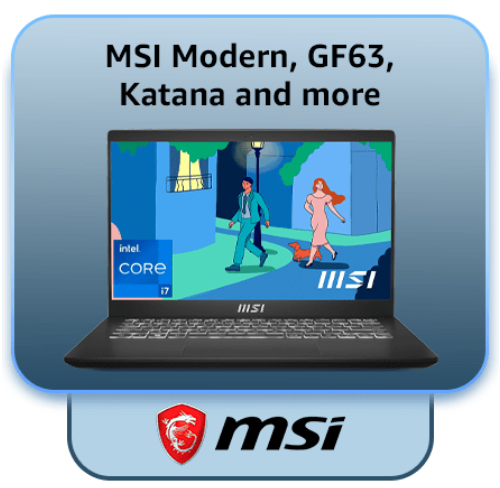 MSI Modern, GF63,
Katana and more
intel
CORE
i7
msi
msi
msi